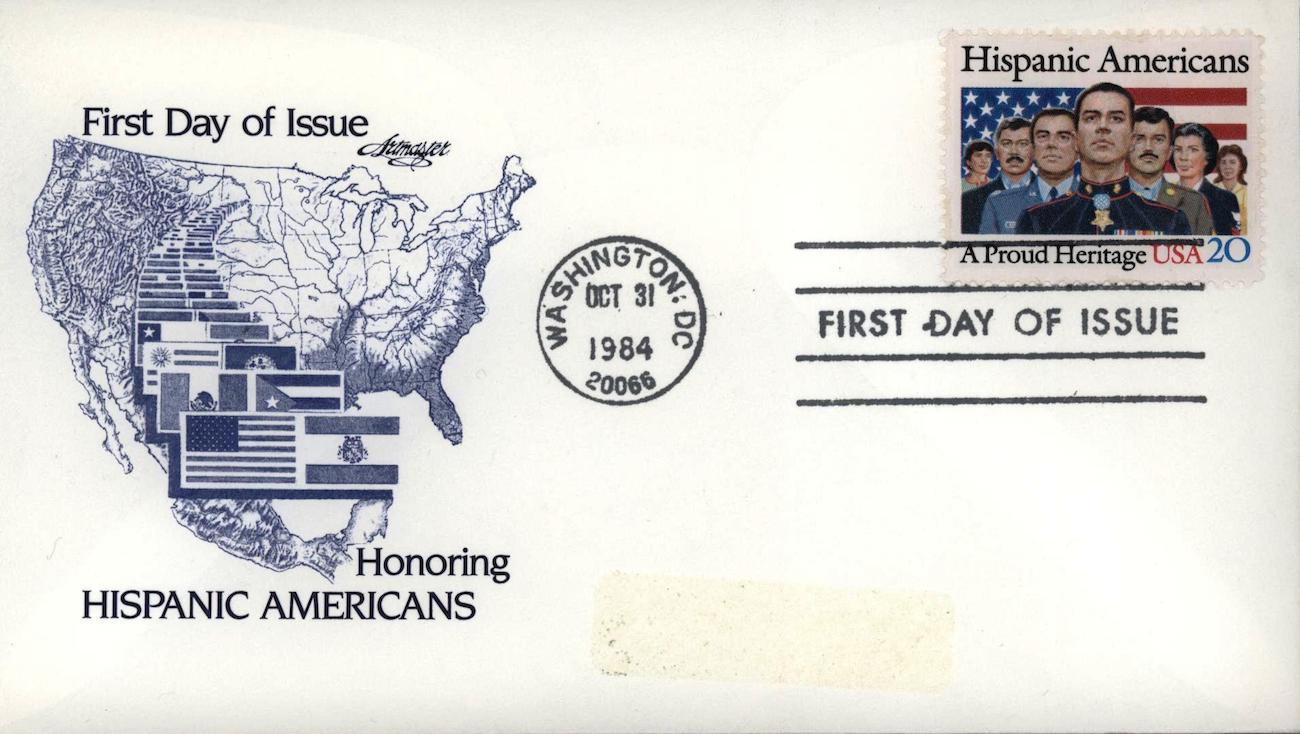 First Day of Issue
Artmaster
Honoring
HISPANIC AMERICANS
WASHINGTON, DC
OCT 31
1984
20066
Hispanic Americans
A Proud Heritage USA 20
FIRST DAY OF ISSUE